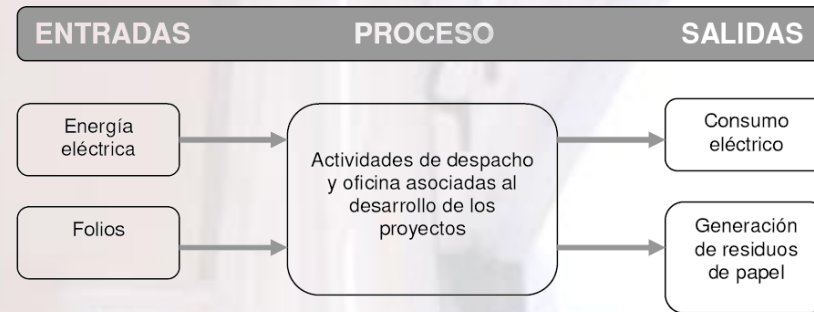 ENTRADAS PROCESO SALIDAS
Energía
eléctrica
Folios
Actividades de despacho
y oficina asociadas al
desarrollo de los
proyectos
Consumo
eléctrico
Generación
de residuos
de papel